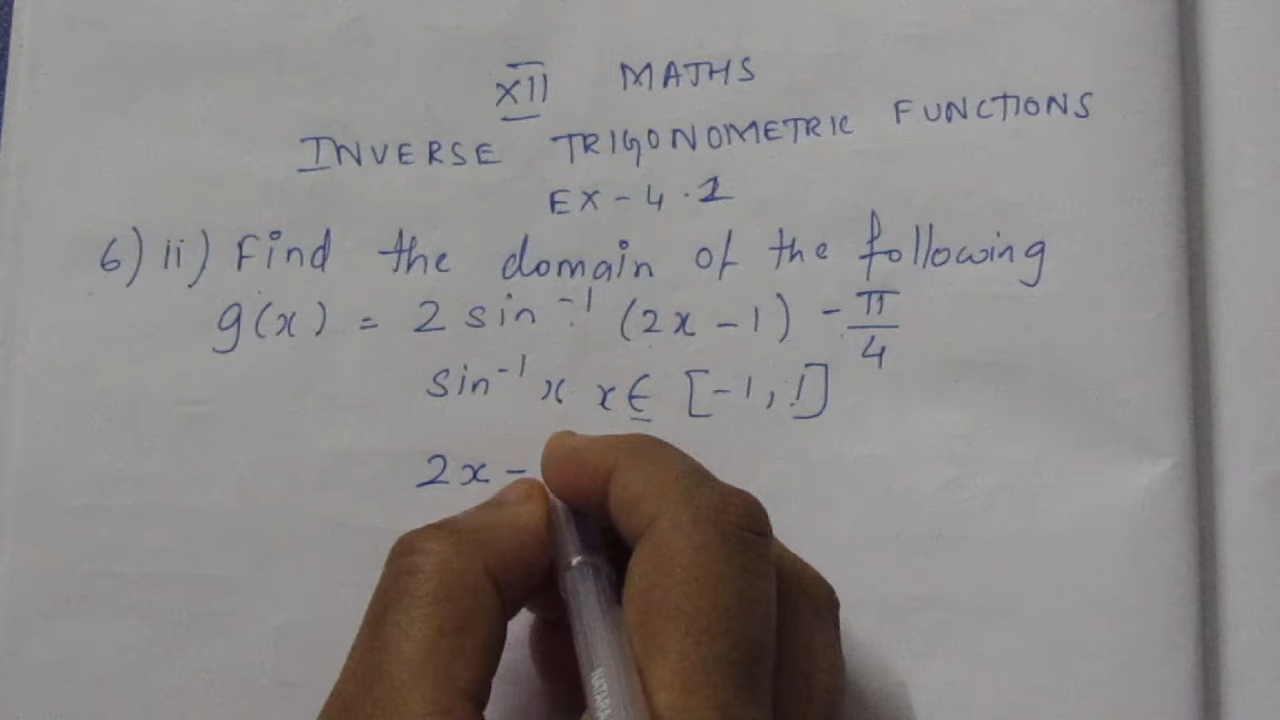 XII MATHS
INVERSE TRIGONOMETRIC FUNCTIONS
EX - 4.1
6) ii) Find the domain of the following
g(x) = 2 sin⁻¹ (2x - 1) - π/4
sin⁻¹ x x ∈ [-1, 1]
2x -
NATARA